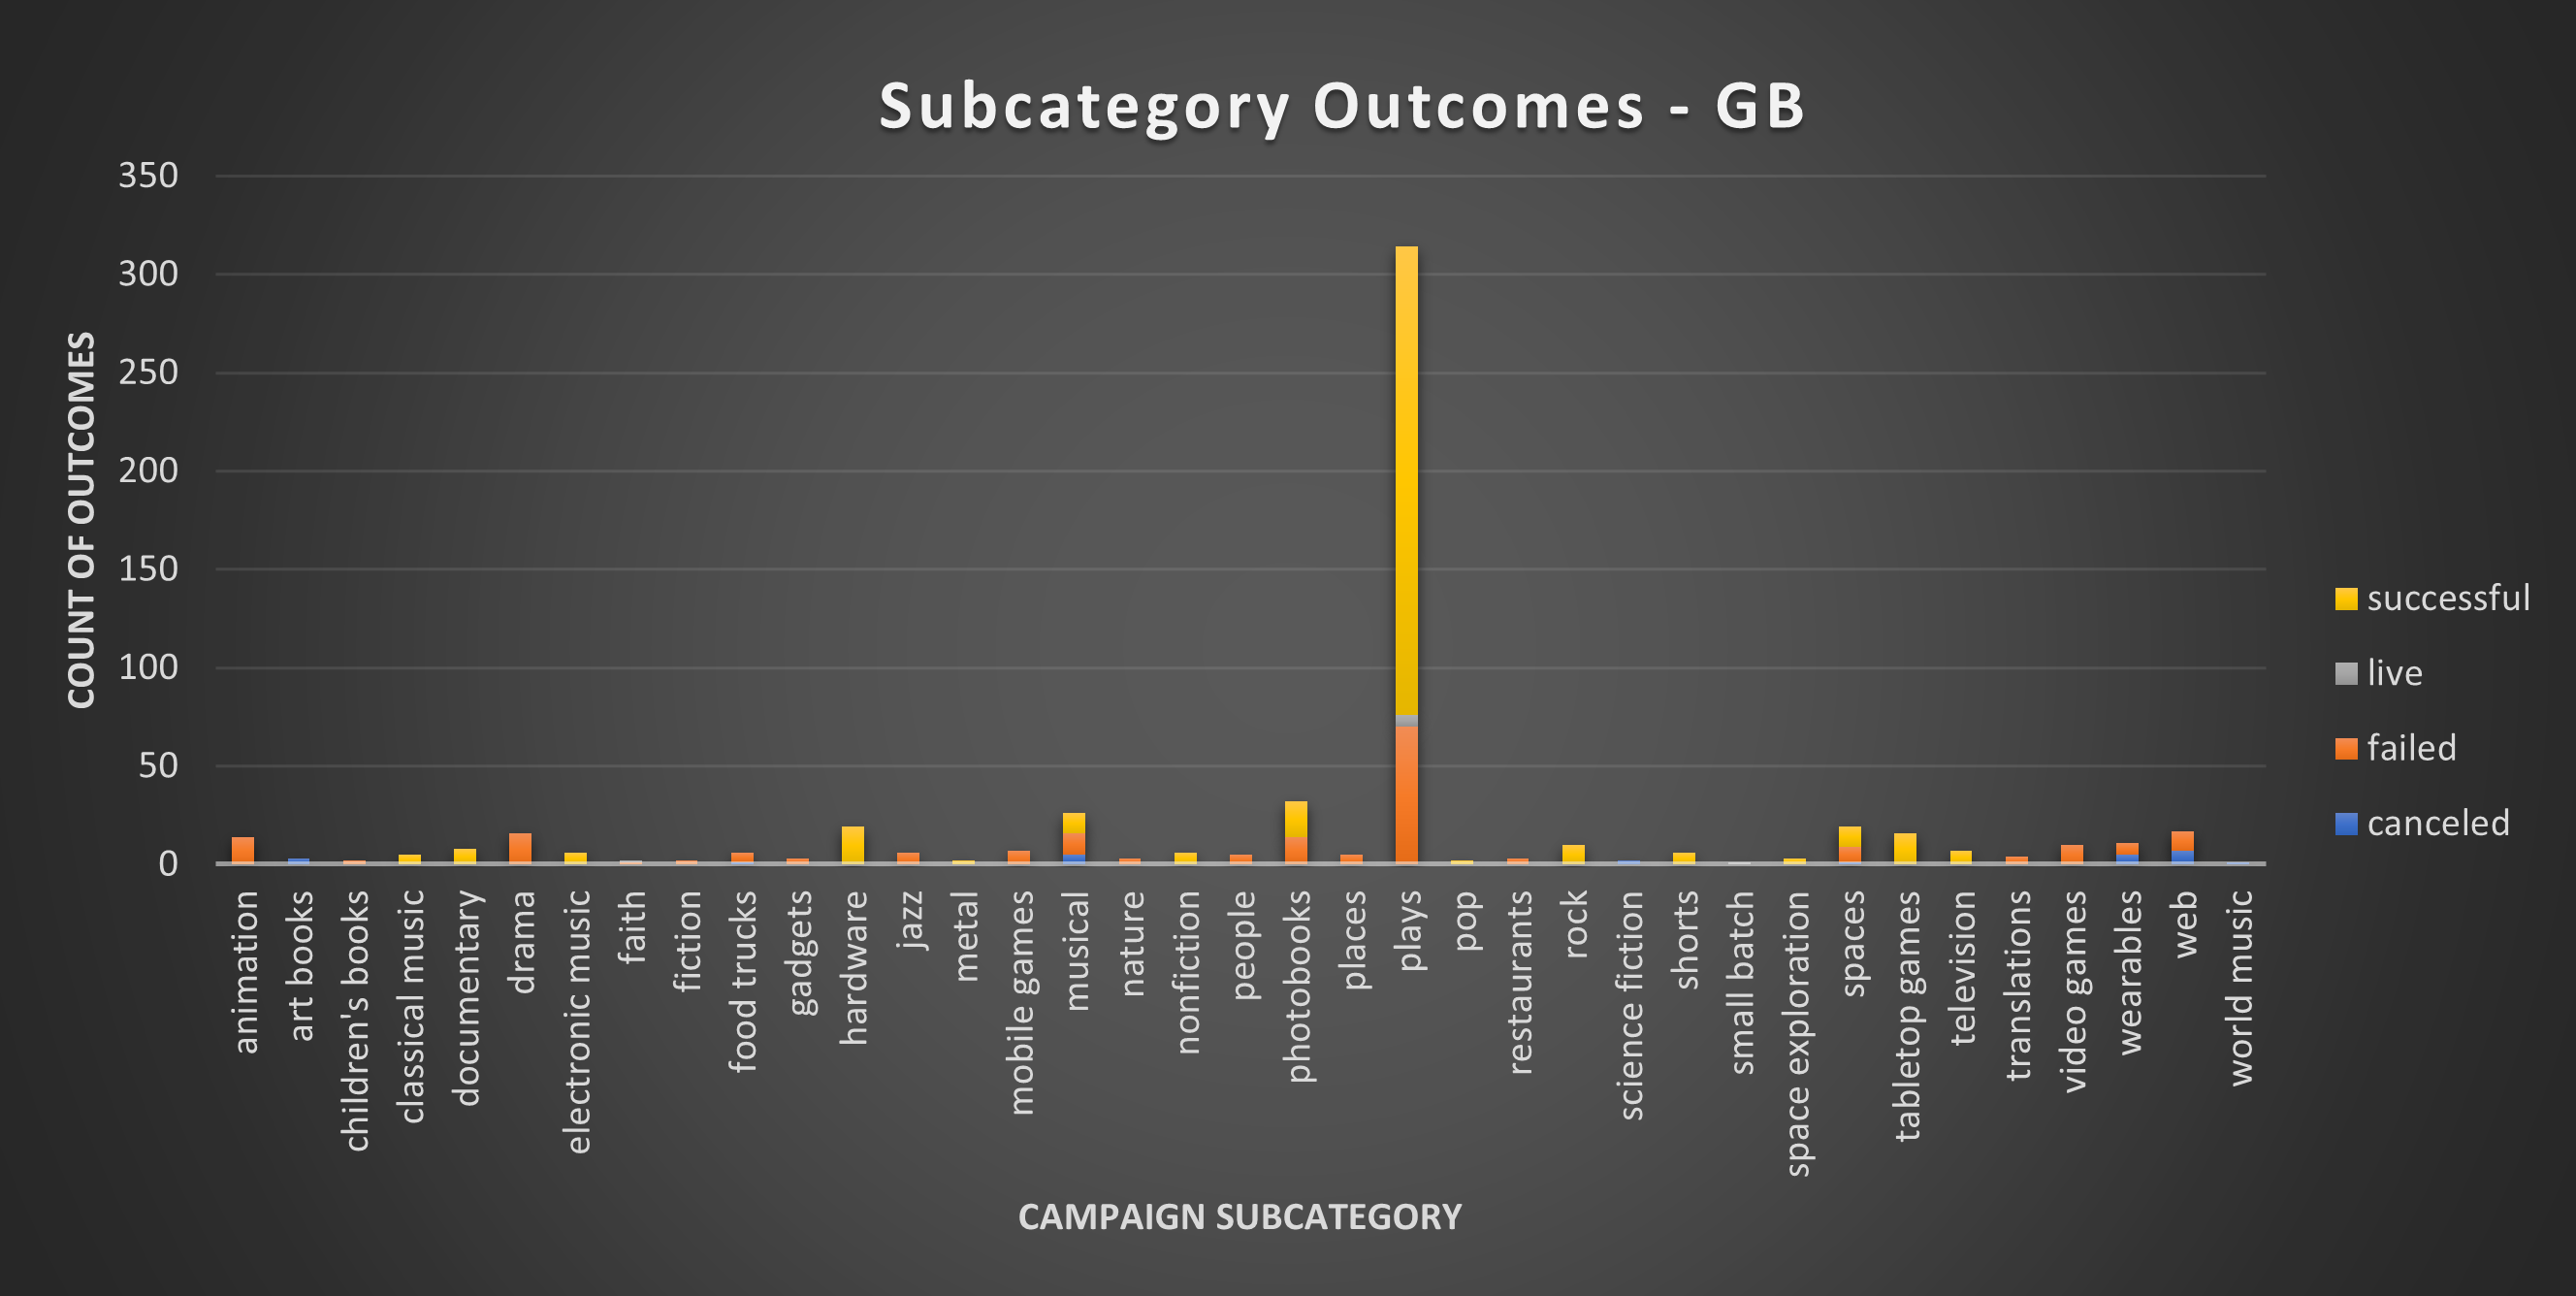 Subcategory Outcomes - GB
COUNT OF OUTCOMES
350
300
250
200
150
100
50
0
animation
art books
children's books
classical music
documentary
drama
electronic music
faith
fiction
food trucks
gadgets
hardware
jazz
metal
mobile games
musical
nature
nonfiction
people
photobooks
places
plays
pop
restaurants
rock
science fiction
shorts
small batch
space exploration
spaces
tabletop games
television
translations
video games
wearables
web
world music
CAMPAIGN SUBCATEGORY
successful
live
failed
canceled